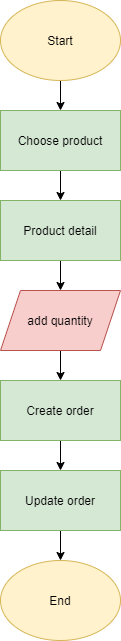 Start
Choose product
Product detail
add quantity
Create order
Update order
End